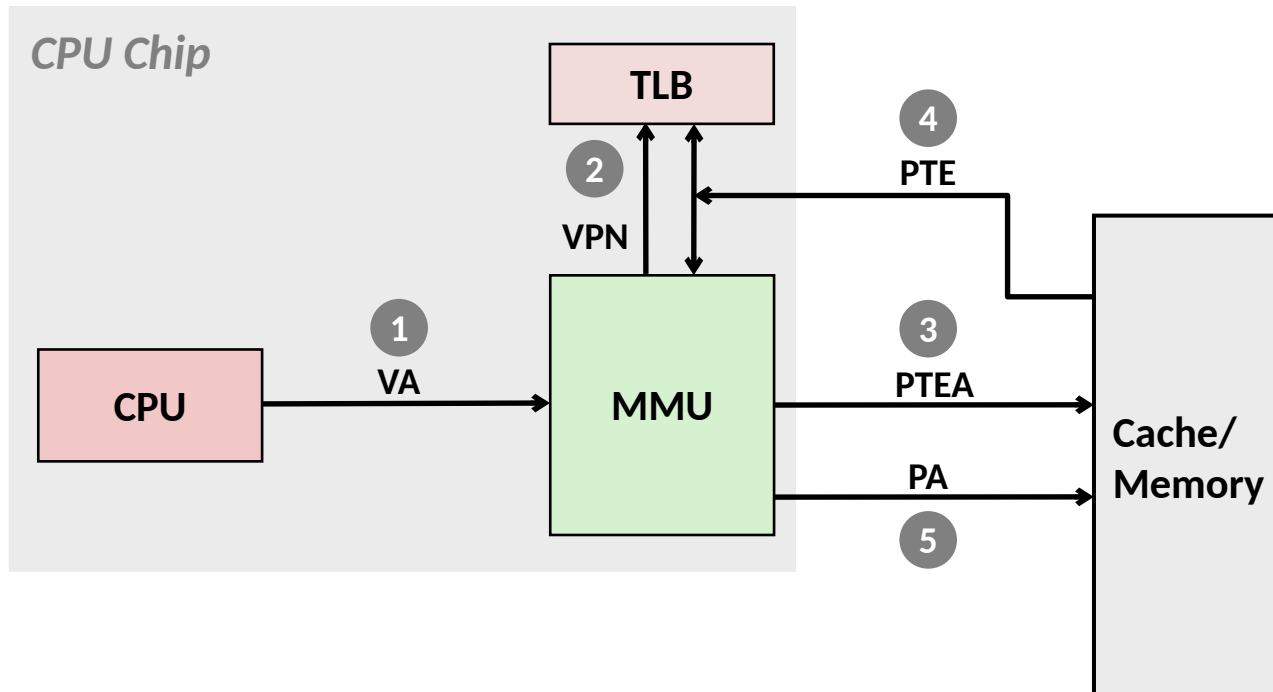 CPU Chip
TLB
4
2
PTE
VPN
1
3
VA
PTEA
CPU
MMU
Cache/
Memory
PA
5